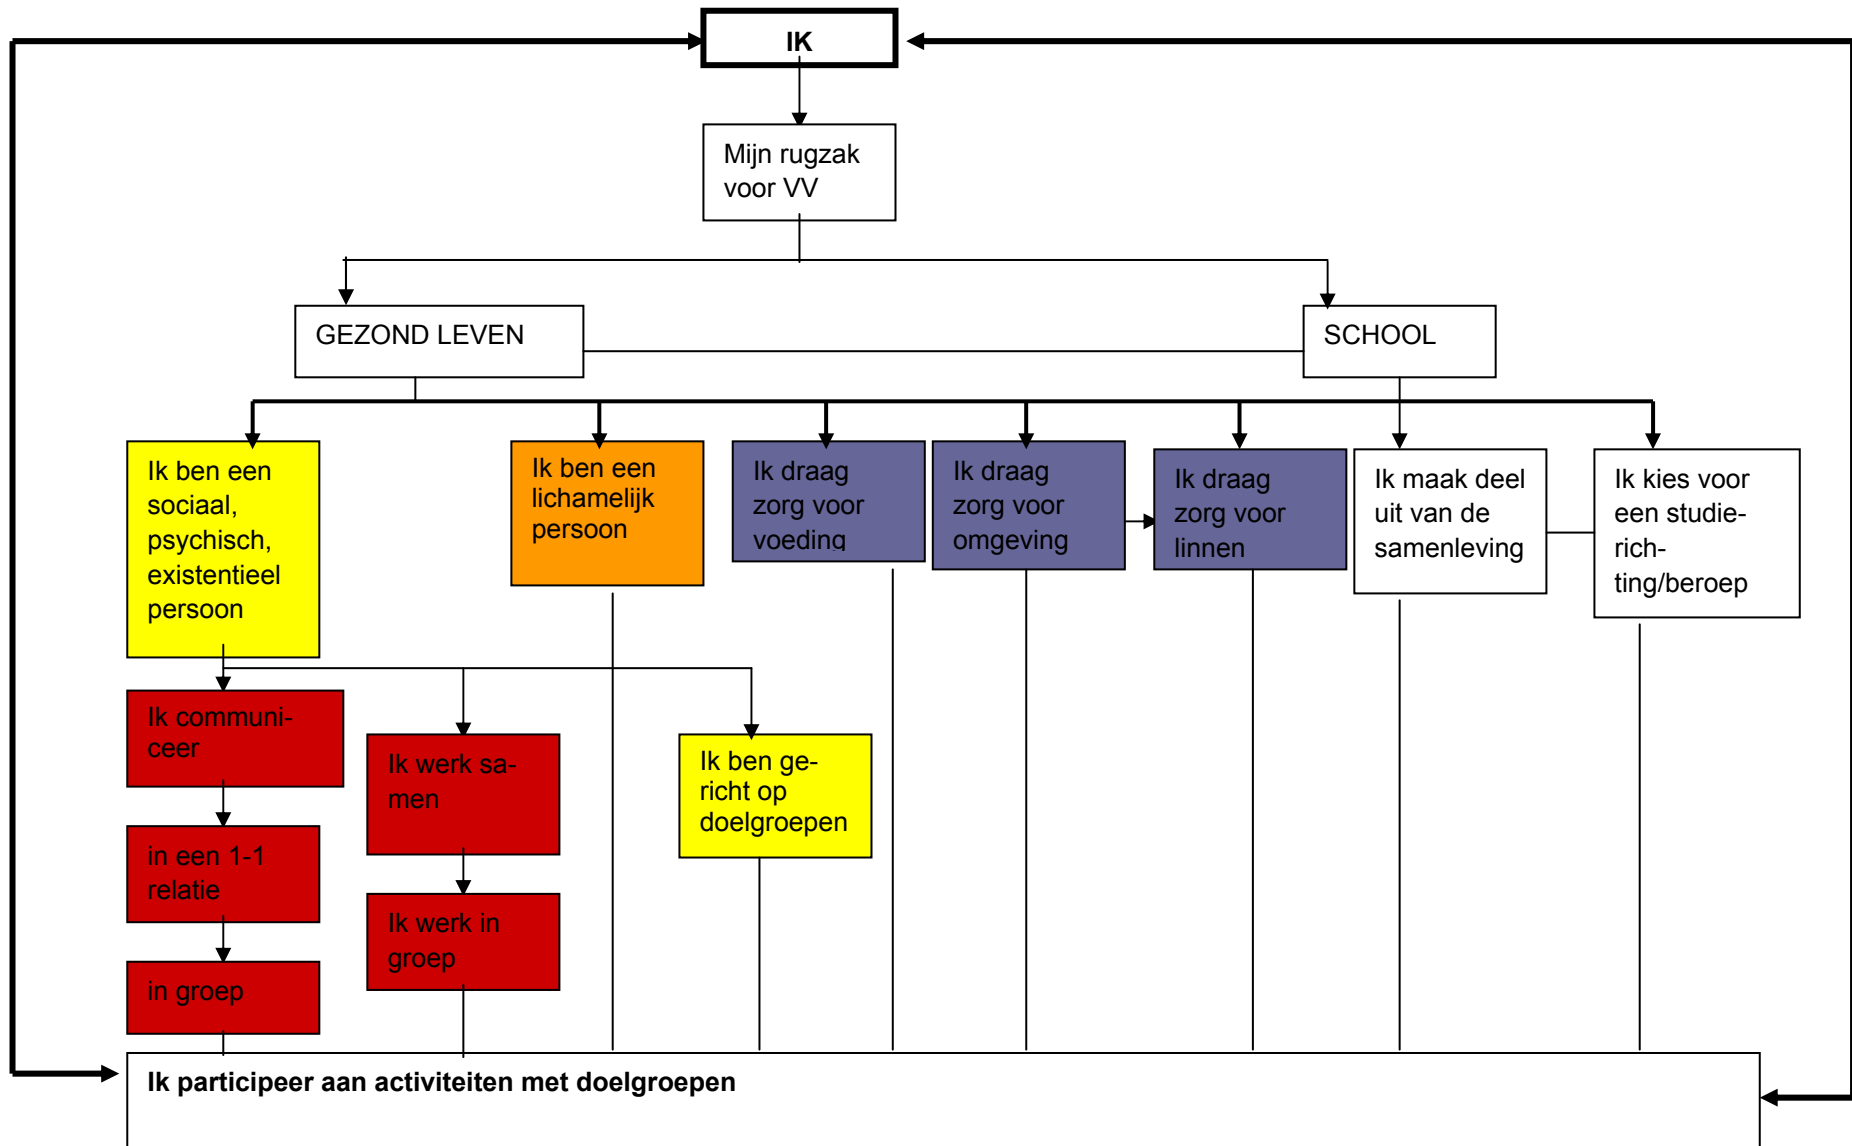 IK
Mijn rugzak
voor VV
GEZOND LEVEN
SCHOOL
Ik ben een
sociaal,
psychisch,
existentieel
persoon
Ik ben een
lichamelijk
persoon
Ik draag
zorg voor
voeding
Ik draag
zorg voor
omgeving
Ik draag
zorg voor
linnen
Ik maak deel
uit van de
samenleving
Ik kies voor
een studie-
rich-
ting/beroep
Ik communi-
ceer
in een 1-1
relatie
in groep
Ik werk sa-
men
Ik werk in
groep
Ik ben ge-
richt op
doelgroepen
Ik participeer aan activiteiten met doelgroepen